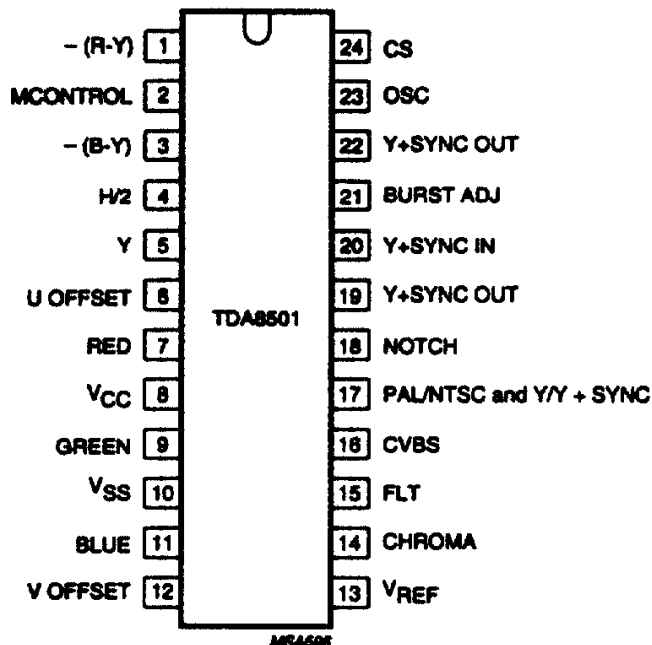 − (R-Y) 1 24 CS
MCONTROL 2 23 OSC
− (B-Y) 3 22 Y+SYNC OUT
H/2 4 21 BURST ADJ
Y 5 20 Y+SYNC IN
U OFFSET 6 19 Y+SYNC OUT
TDA8501
RED 7 18 NOTCH
VCC 8 17 PAL/NTSC and Y/Y + SYNC
GREEN 9 16 CVBS
VSS 10 15 FLT
BLUE 11 14 CHROMA
V OFFSET 12 13 VREF